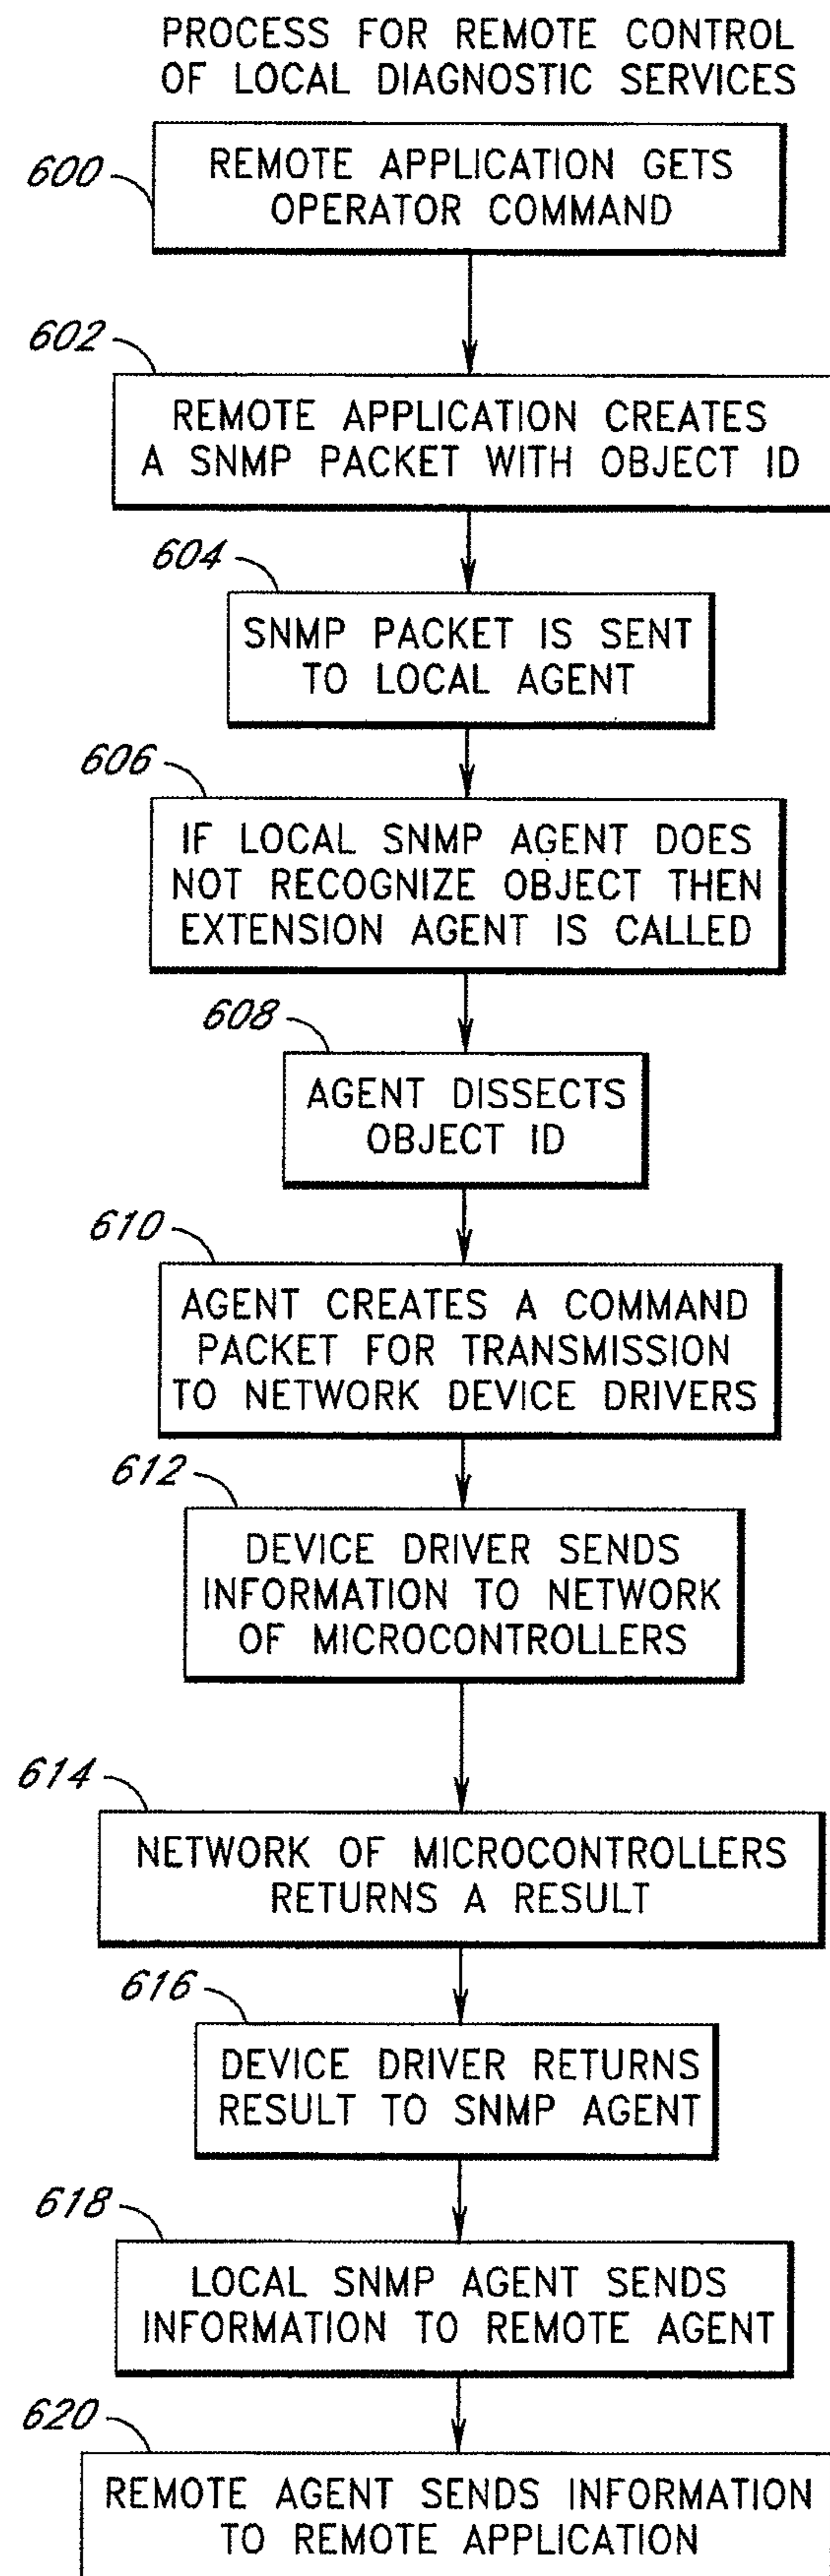 PROCESS FOR REMOTE CONTROL
OF LOCAL DIAGNOSTIC SERVICES
600
REMOTE APPLICATION GETS
OPERATOR COMMAND
602
REMOTE APPLICATION CREATES
A SNMP PACKET WITH OBJECT ID
604
SNMP PACKET IS SENT
TO LOCAL AGENT
606
IF LOCAL SNMP AGENT DOES
NOT RECOGNIZE OBJECT THEN
EXTENSION AGENT IS CALLED
608
AGENT DISSECTS
OBJECT ID
610
AGENT CREATES A COMMAND
PACKET FOR TRANSMISSION
TO NETWORK DEVICE DRIVERS
612
DEVICE DRIVER SENDS
INFORMATION TO NETWORK
OF MICROCONTROLLERS
614
NETWORK OF MICROCONTROLLERS
RETURNS A RESULT
616
DEVICE DRIVER RETURNS
RESULT TO SNMP AGENT
618
LOCAL SNMP AGENT SENDS
INFORMATION TO REMOTE AGENT
620
REMOTE AGENT SENDS INFORMATION
TO REMOTE APPLICATION